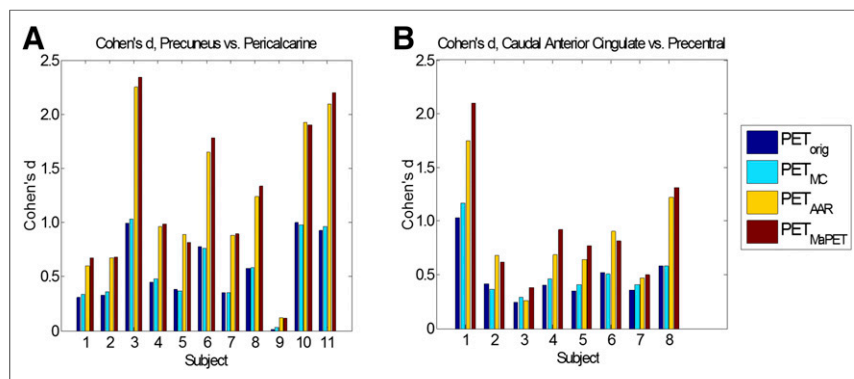 A
Cohen's d, Precuneus vs. Pericalcarine
2.5
2.0
1.5
1.0
0.5
0
Cohen's d
1 2 3 4 5 6 7 8 9 10 11
Subject
B
Cohen's d, Caudal Anterior Cingulate vs. Precentral
2.5
2.0
1.5
1.0
0.5
0
Cohen's d
1 2 3 4 5 6 7 8
Subject
PETorig
PETMC
PETAAR
PETMaPET